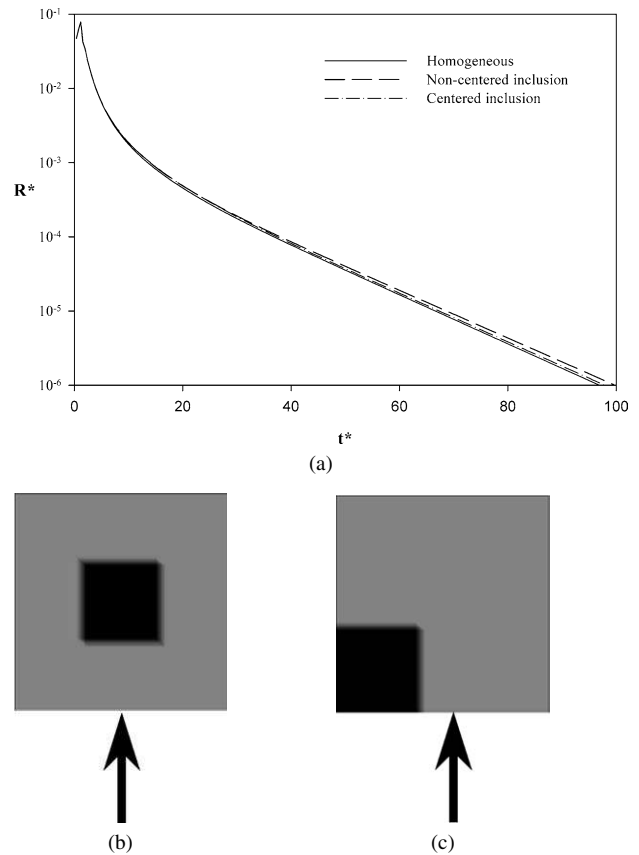 10-1
Homogeneous
Non-centered inclusion
Centered inclusion
10-2
10-3
R*
10-4
10-5
10-6
0 20 40 60 80 100
t*
(a)
(b) (c)